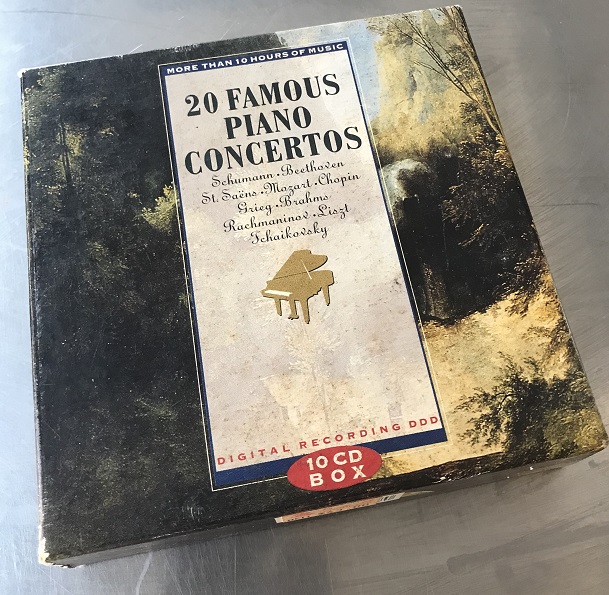 MORE THAN 10 HOURS OF MUSIC
20 FAMOUS
PIANO
CONCERTOS
Schumann · Beethoven
St. Saëns · Mozart · Chopin
Grieg · Brahms
Rachmaninov · Liszt
Tchaikovsky
DIGITAL RECORDING DDD
10 CD
BOX